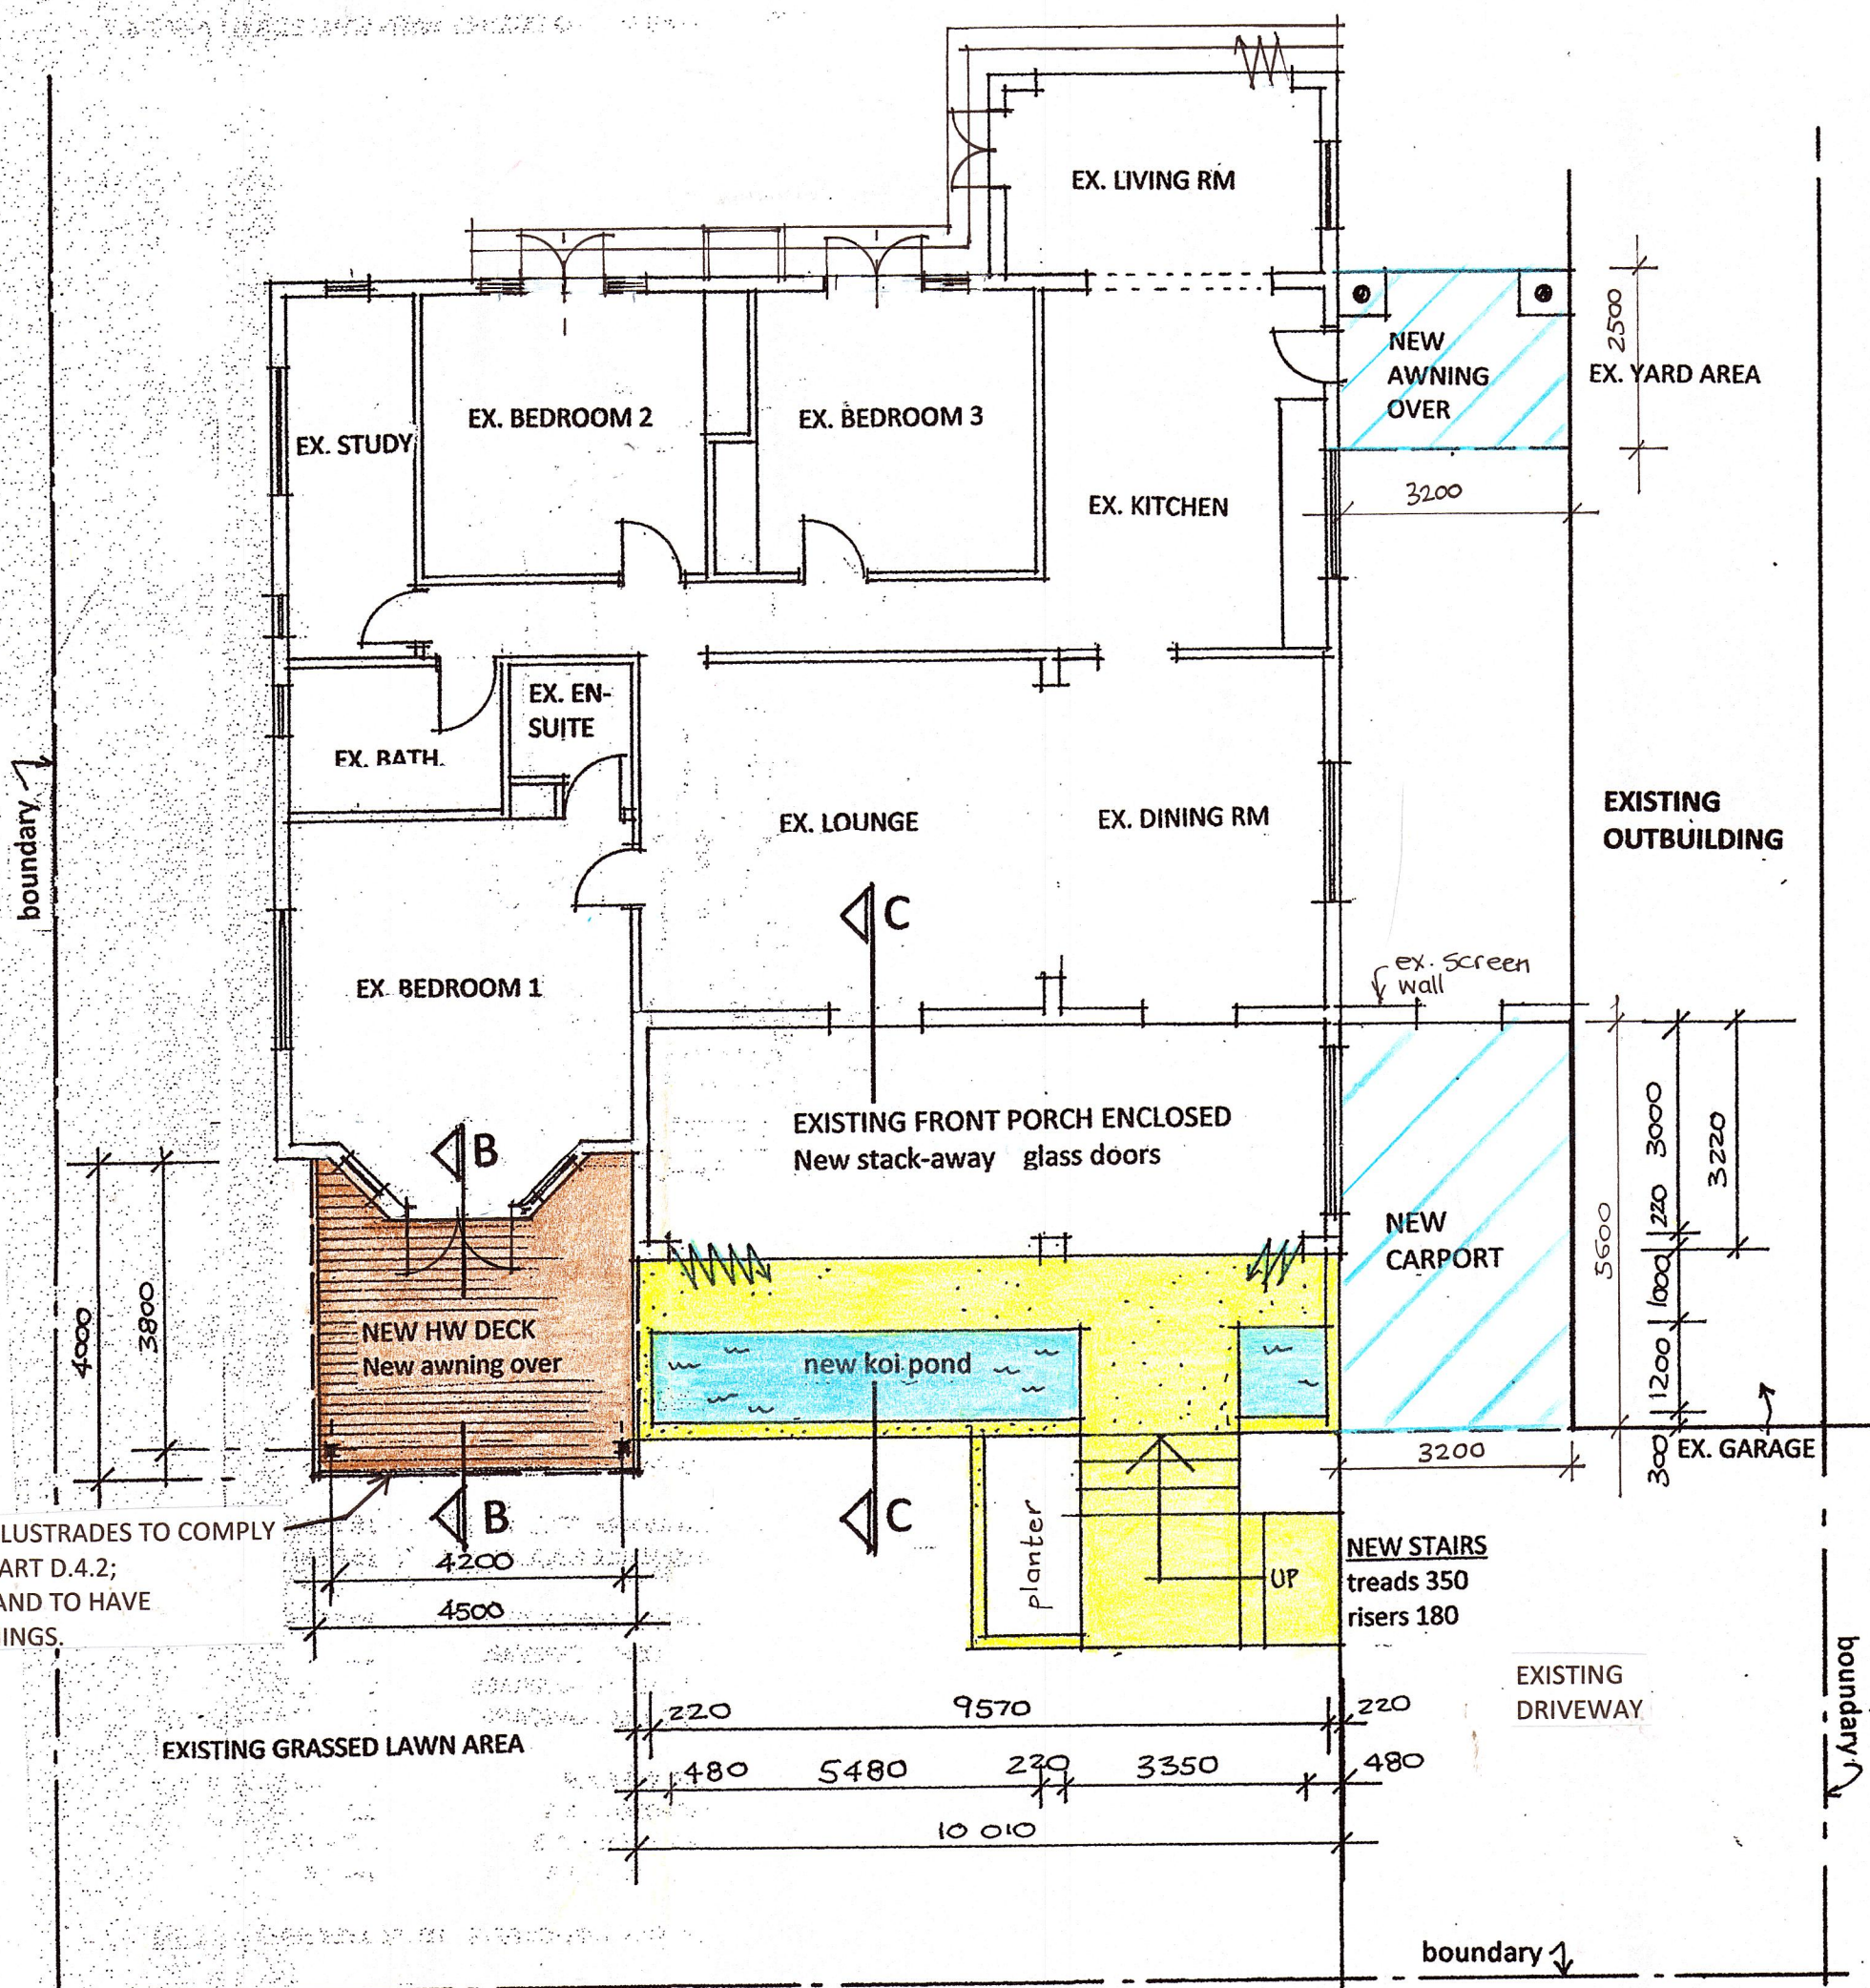 EX. LIVING RM
NEW
AWNING
OVER
2500
EX. YARD AREA
EX. STUDY
EX. BEDROOM 2
EX. BEDROOM 3
EX. KITCHEN
3200
EX. EN-
SUITE
EX. BATH.
boundary
EX. LOUNGE
EX. DINING RM
EXISTING
OUTBUILDING
C
ex. screen
wall
EX. BEDROOM 1
B
EXISTING FRONT PORCH ENCLOSED
New stack-away glass doors
NEW
CARPORT
5600
3000
220
1000
1200
300
3220
4000
3800
NEW HW DECK
New awning over
new koi pond
3200
EX. GARAGE
B
C
LUSTRADES TO COMPLY
ART D.4.2;
AND TO HAVE
INGS.
4200
4500
planter
UP
NEW STAIRS
treads 350
risers 180
EXISTING
DRIVEWAY
boundary
EXISTING GRASSED LAWN AREA
220 9570 220
480 5480 220 3350 480
10 010
boundary